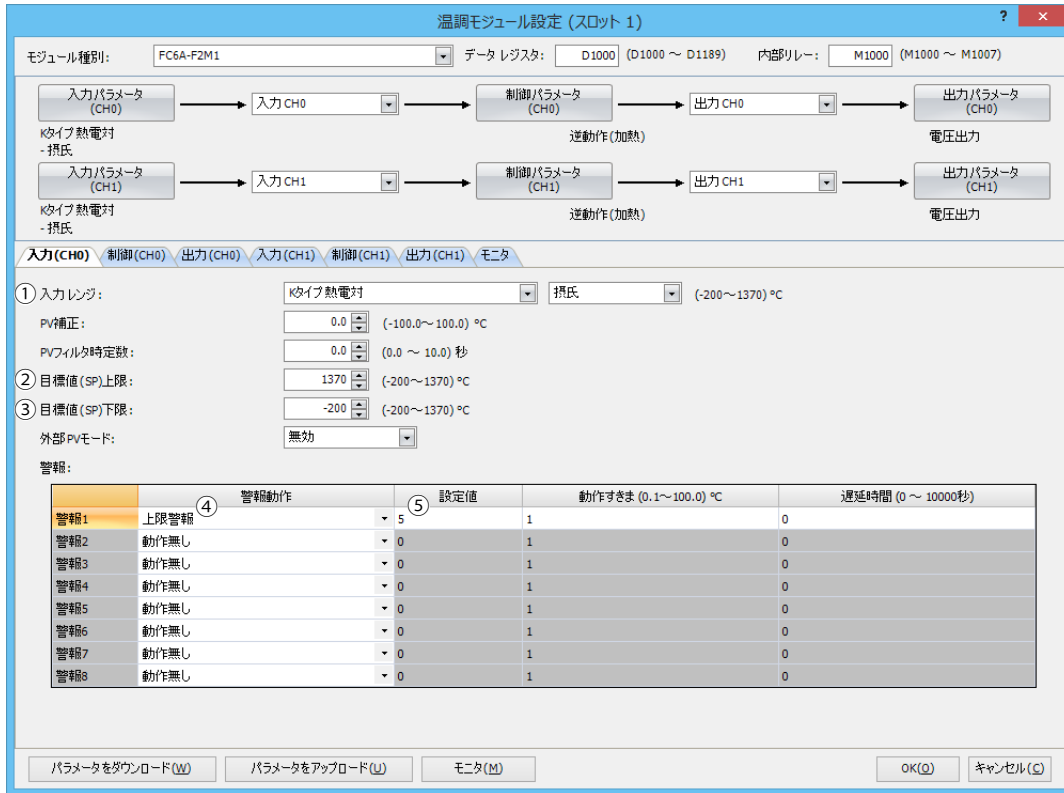 温調モジュール設定 (スロット 1)
? ×
モジュール種別: FC6A-F2M1 データ レジスタ: D1000 (D1000 ～ D1189) 内部リレー: M1000 (M1000 ～ M1007)
入力パラメータ (CH0) 入力 CH0 制御パラメータ (CH0) 出力 CH0 出力パラメータ (CH0)
Kタイプ熱電対 逆動作(加熱) 電圧出力
- 摂氏
入力パラメータ (CH1) 入力 CH1 制御パラメータ (CH1) 出力 CH1 出力パラメータ (CH1)
Kタイプ熱電対 逆動作(加熱) 電圧出力
- 摂氏
入力(CH0) 制御(CH0) 出力(CH0) 入力(CH1) 制御(CH1) 出力(CH1) モニタ
① 入力レンジ: Kタイプ熱電対 摂氏 (-200～1370) ºC
PV補正: 0.0 (-100.0～100.0) ºC
PVフィルタ時定数: 0.0 (0.0 ～ 10.0) 秒
② 目標値(SP)上限: 1370 (-200～1370) ºC
③ 目標値(SP)下限: -200 (-200～1370) ºC
外部PVモード: 無効
警報:
警報動作 設定値 動作すきま (0.1～100.0) ºC 遅延時間 (0 ～ 10000秒)
④ ⑤
警報1 上限警報 5 1 0
警報2 動作無し 0 1 0
警報3 動作無し 0 1 0
警報4 動作無し 0 1 0
警報5 動作無し 0 1 0
警報6 動作無し 0 1 0
警報7 動作無し 0 1 0
警報8 動作無し 0 1 0
パラメータをダウンロード(W) パラメータをアップロード(U) モニタ(M) OK(O) キャンセル(C)